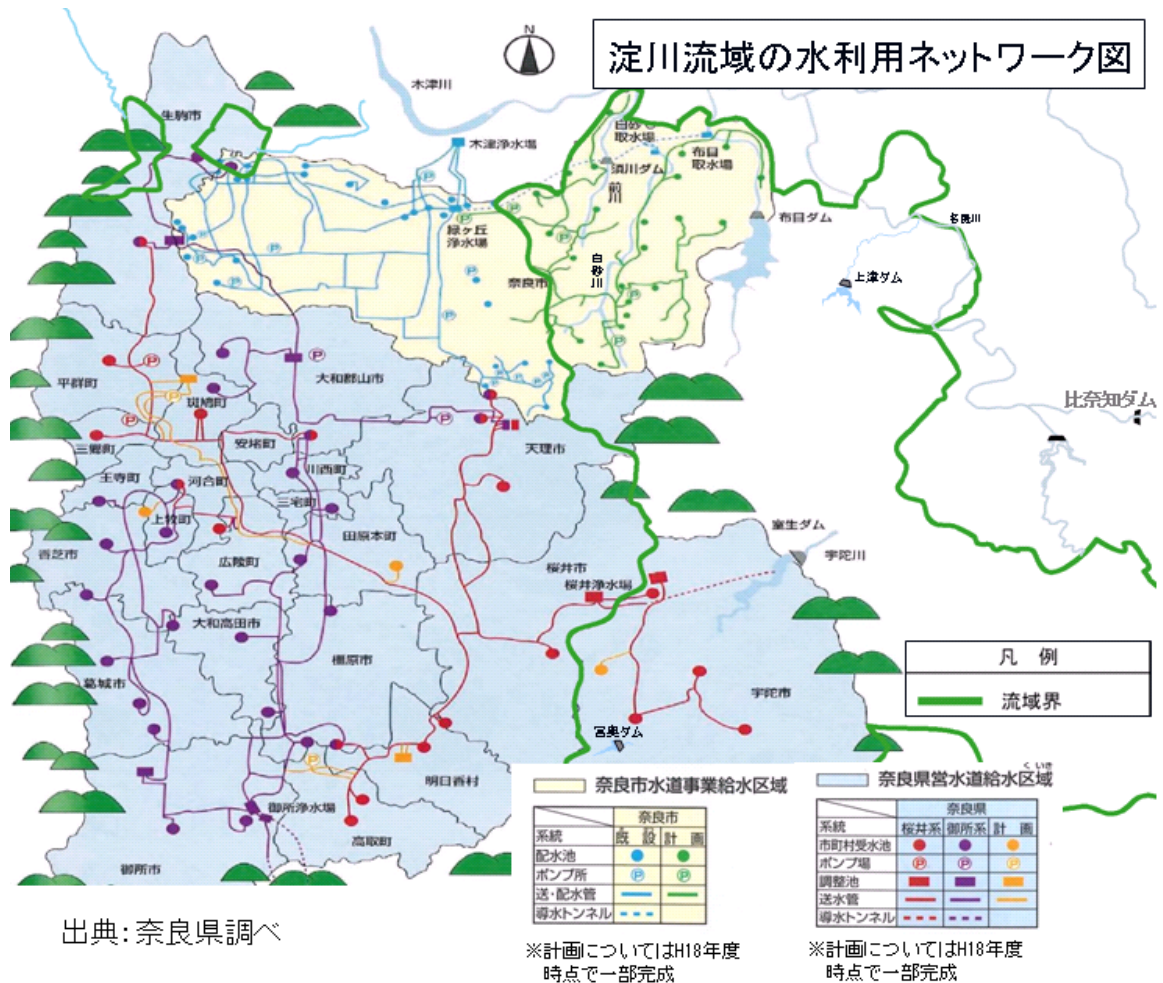 淀川流域の水利用ネットワーク図
N
木津川
生駒市
木津浄水場
白砂
取水場
布目
取水場
須川ダム
前川
緑ヶ丘
浄水場
布目ダム
名張川
奈良市
白砂川
上津ダム
平群町
大和郡山市
斑鳩町
比奈知ダム
三郷町
安堵町
天理市
王寺町
河合町
川西町
上牧町
三宅町
田原本町
室生ダム
宇陀川
香芝市
広陵町
桜井市
桜井浄水場
大和高田市
橿原市
葛城市
宇陀市
凡 例
流域界
宮奥ダム
明日香村
御所浄水場
高取町
御所市
奈良市水道事業給水区域
奈良市
系統 既設 計画
配水池
ポンプ所 P P
送・配水管
導水トンネル
※計画についてはH18年度
時点で一部完成
くいき
奈良県営水道給水区域
奈良県
系統 桜井系 御所系 計画
市町村受水池
ポンプ場 P P P
調整池
送水管
導水トンネル
※計画についてはH18年度
時点で一部完成
出典:奈良県調べ